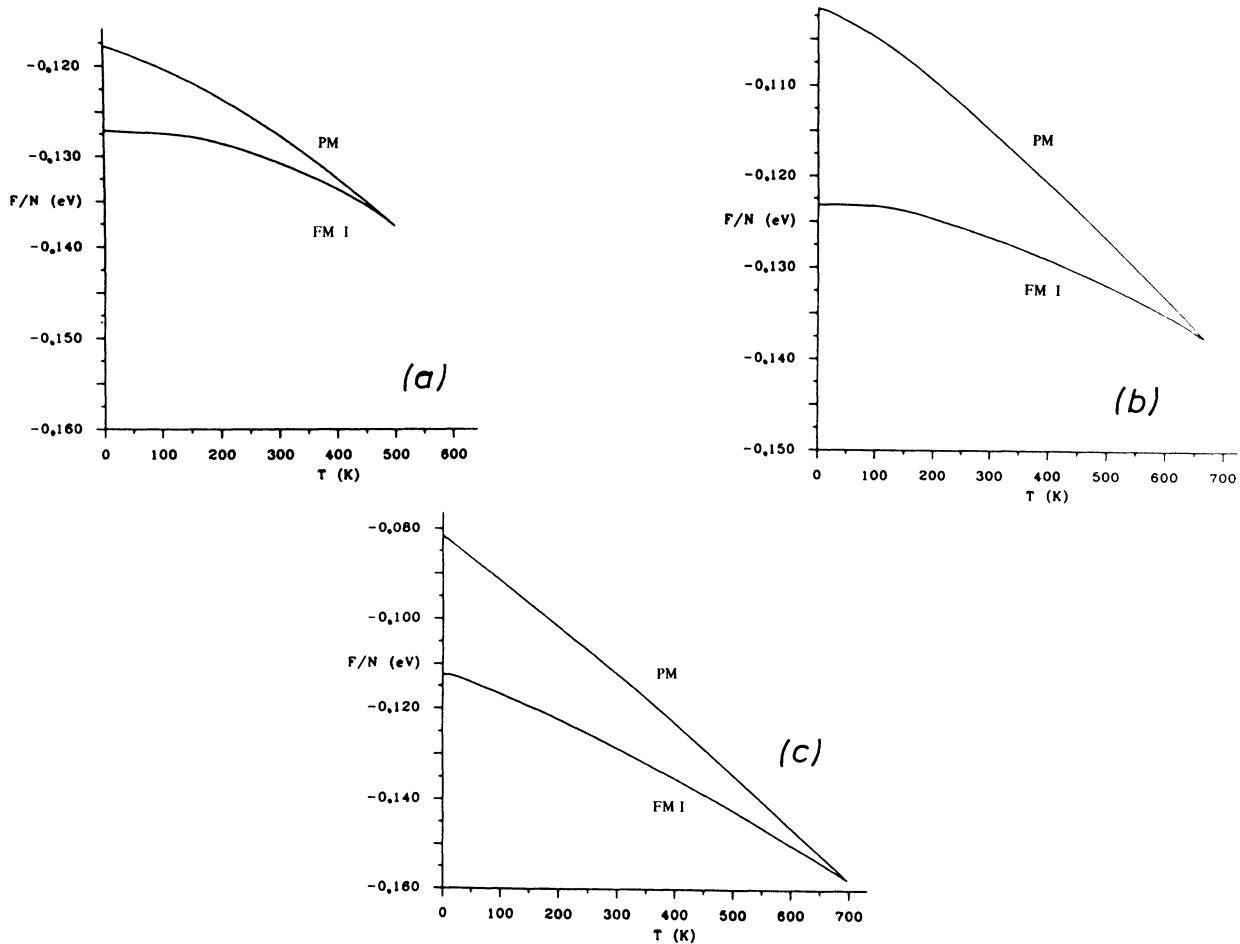 -0.120
-0.130
F/N (eV)
-0.140
-0.150
-0.160
PM
FM I
(a)
0 100 200 300 400 500 600
T (K)
-0.110
-0.120
F/N (eV)
-0.130
-0.140
-0.150
PM
FM I
(b)
0 100 200 300 400 500 600 700
T (K)
-0.080
-0.100
F/N (eV)
-0.120
-0.140
-0.160
PM
FM I
(c)
0 100 200 300 400 500 600 700
T (K)